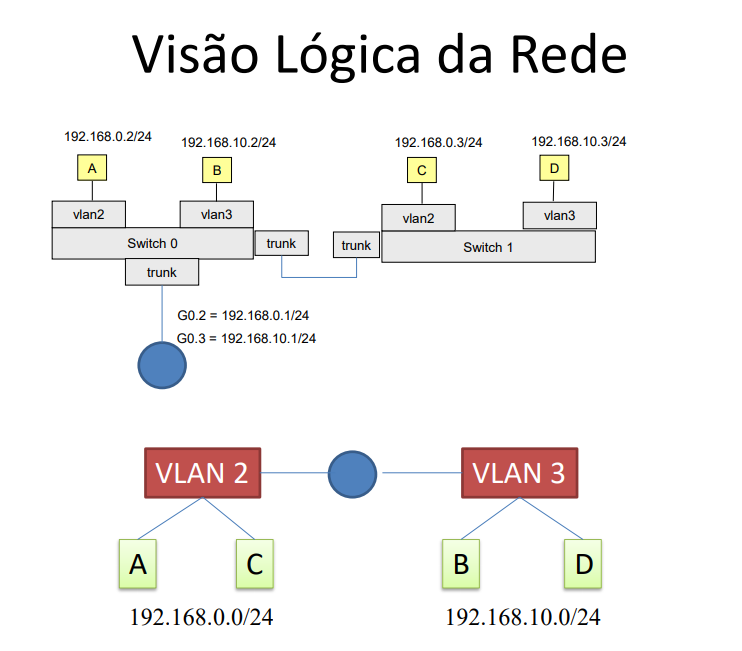 Visão Lógica da Rede
192.168.0.2/24
192.168.10.2/24
192.168.0.3/24
192.168.10.3/24
A
B
C
D
vlan2
vlan3
vlan2
vlan3
Switch 0
trunk
trunk
Switch 1
trunk
G0.2 = 192.168.0.1/24
G0.3 = 192.168.10.1/24
VLAN 2
VLAN 3
A
C
B
D
192.168.0.0/24
192.168.10.0/24